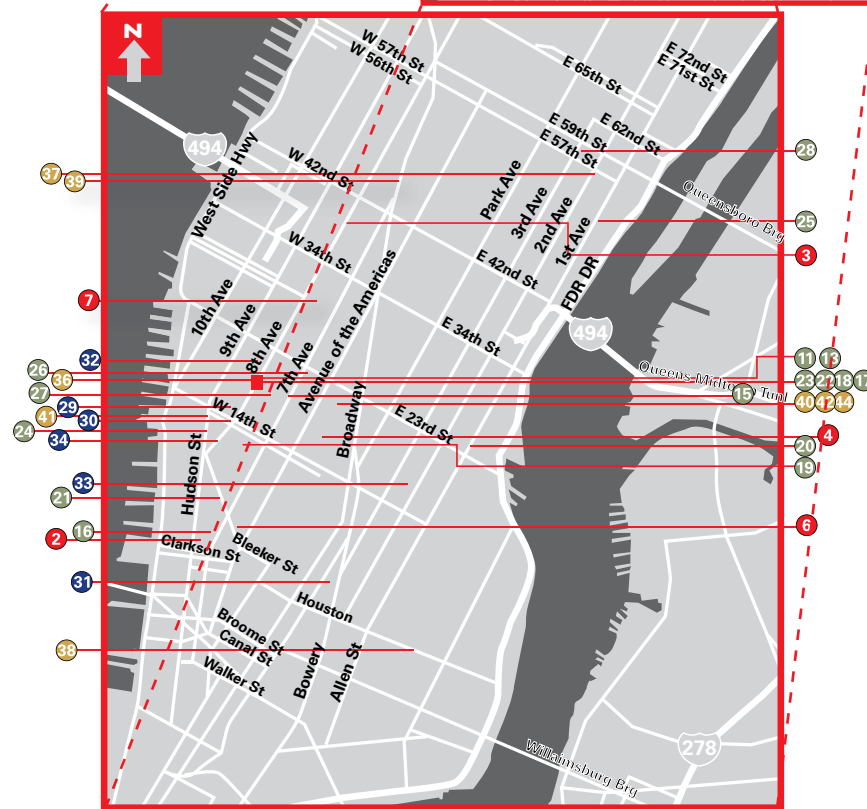 N
W 57th St
W 56th St
E 72nd St
E 71st St
E 65th St
E 62nd St
E 59th St
E 57th St
28
494
West Side Hwy
W 42nd St
37
39
Park Ave
3rd Ave
2nd Ave
1st Ave
Queensboro Brg
25
3
W 34th St
E 42nd St
FDR DR
7
10th Ave
9th Ave
8th Ave
7th Ave
Avenue of the Americas
E 34th St
494
32
26
36
27
Queens-Midtown Tunl
11
13
23
22
18
17
15
40
42
44
29
41
30
24
34
W 14th St
Hudson St
Broadway
E 23rd St
4
20
19
33
21
16
2
6
Clarkson St
Bleeker St
31
Houston
38
Broome St
Canal St
Walker St
Bowery
Allen St
Willaimsburg Brg
278